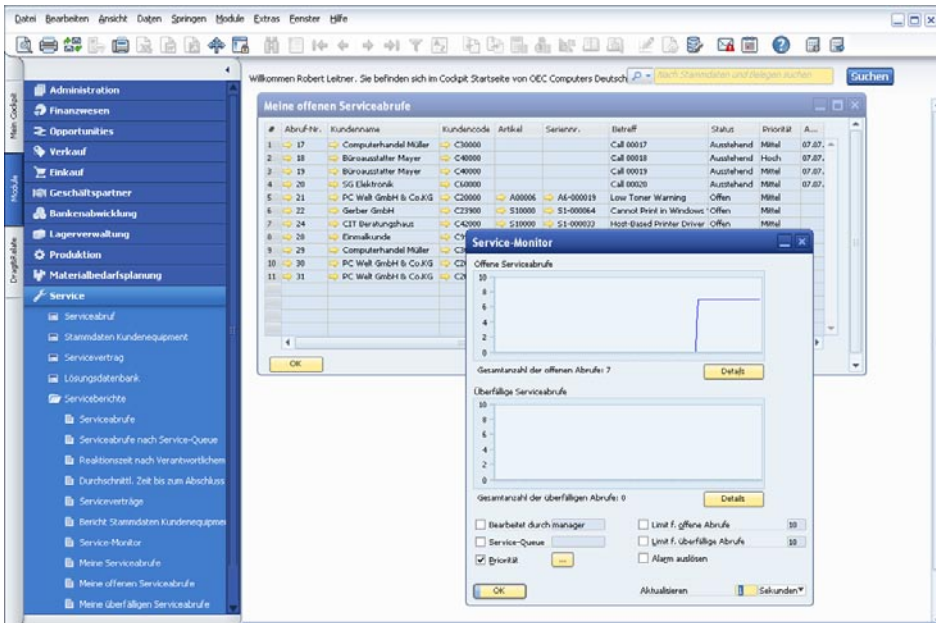 Datei Bearbeiten Ansicht Daten Springen Module Extras Fenster Hilfe
Willkommen Robert Leitner. Sie befinden sich im Cockpit Startseite von OEC Computers Deutsch
Nach Stammdaten und Belegen suchen
Suchen
Mein Cockpit
Module
Drag&Relate
Administration
Finanzwesen
Opportunities
Verkauf
Einkauf
Geschäftspartner
Bankenabwicklung
Lagerverwaltung
Produktion
Materialbedarfsplanung
Service
Serviceabruf
Stammdaten Kundenequipment
Servicevertrag
Lösungsdatenbank
Serviceberichte
Serviceabrufe
Serviceabrufe nach Service-Queue
Reaktionszeit nach Verantwortlichem
Durchschnittl. Zeit bis zum Abschluss
Serviceverträge
Bericht Stammdaten Kundenequipme
Service-Monitor
Meine Serviceabrufe
Meine offenen Serviceabrufe
Meine überfälligen Serviceabrufe
Meine offenen Serviceabrufe
# Abruf-Nr. Kundenname Kundencode Artikel Seriennr. Betreff Status Priorität A...
1 17 Computerhandel Müller C30000 Call 00017 Ausstehend Mittel 07.07.
2 18 Büroausstatter Mayer C40000 Call 00018 Ausstehend Hoch 07.07.
3 19 Büroausstatter Mayer C40000 Call 00019 Ausstehend Mittel 07.07.
4 20 SG Elektronik C60000 Call 00020 Ausstehend Mittel 07.07.
5 21 PC Welt GmbH & Co.KG C20000 A00006 A6-000019 Low Toner Warning Offen Mittel
6 22 Gerber GmbH C23900 S10000 S1-000064 Cannot Print in Windows Offen Mittel
7 24 CIT Beratungshaus C42000 S10000 S1-000033 Host-Based Printer Driver Offen Mittel
8 28 Einmalkunde
9 29 Computerhandel Müller
10 30 PC Welt GmbH & Co.KG
11 31 PC Welt GmbH & Co.KG
OK
Service-Monitor
Offene Serviceabrufe
10
8
6
4
2
0
Gesamtanzahl der offenen Abrufe: 7
Details
Überfällige Serviceabrufe
10
8
6
4
2
0
Gesamtanzahl der überfälligen Abrufe: 0
Details
Bearbeitet durch manager
Limit f. offene Abrufe 10
Service-Queue
Limit f. überfällige Abrufe 10
Priorität ...
Alarm auslösen
OK
Aktualisieren 1 Sekunden